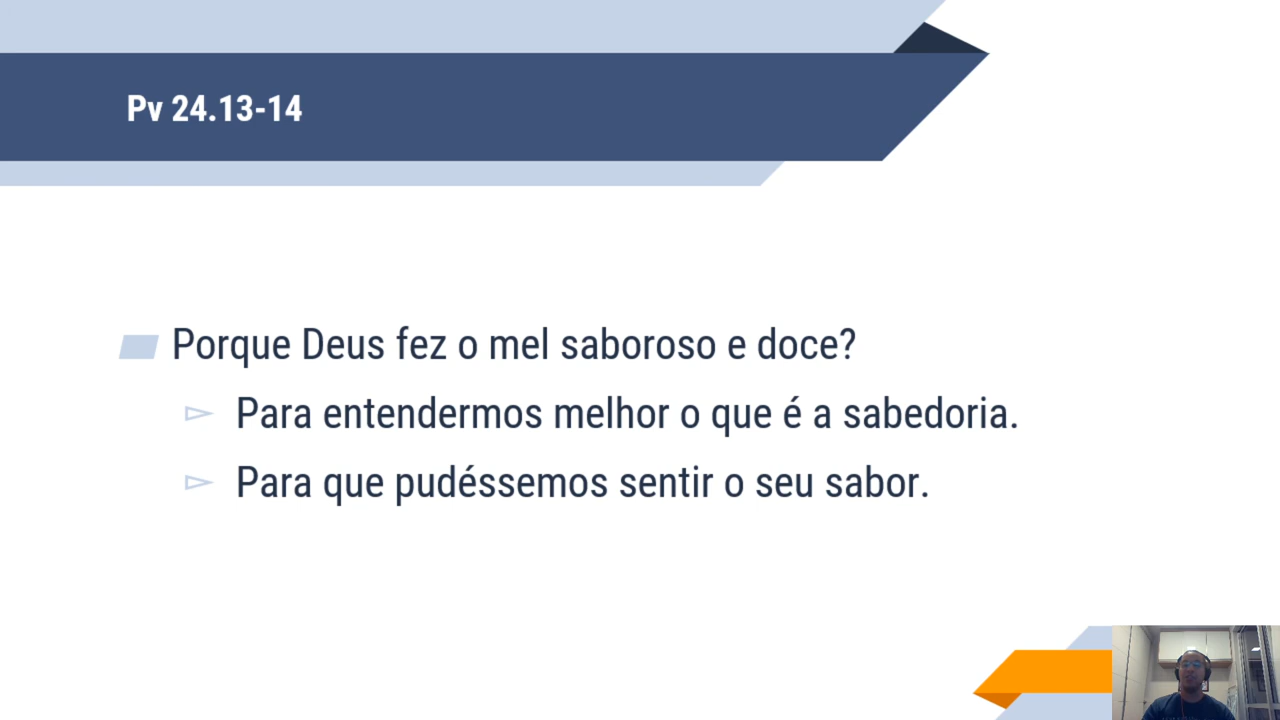 Pv 24.13-14
Porque Deus fez o mel saboroso e doce?
Para entendermos melhor o que é a sabedoria.
Para que pudéssemos sentir o seu sabor.